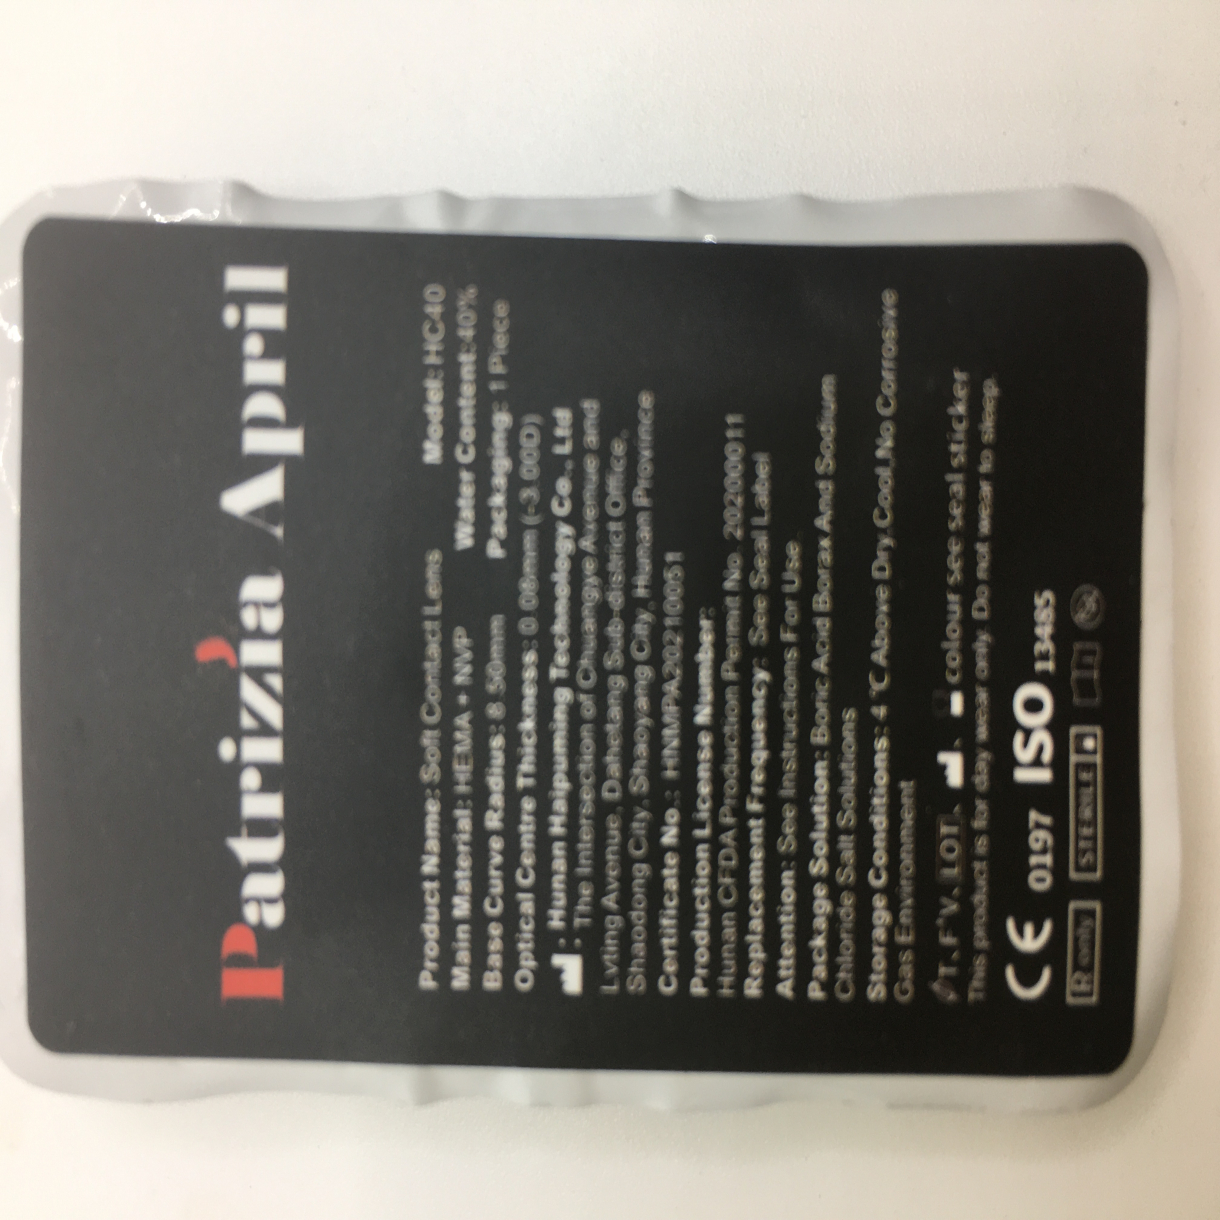 Patrizia April
Product Name: Soft Contact Lens Model: HC40
Main Material: HEMA + NVP Water Content: 40%
Base Curve Radius: 8.50mm Packaging: 1 Piece
Optical Centre Thickness: 0.08mm (-3.00D)
: Hunan Haipuming Technology Co., Ltd
The Intersection of Chuangye Avenue and
Lvting Avenue, Daheiang Sub-district Office,
Shaodong City, Shaoyang City, Hunan Province
Certificate No.: HNMPA20210051
Production License Number:
Human CFDA Production Permit No. 20200011
Replacement Frequency: See Seal Label
Attention: See Instructions For Use
Package Solution: Boric Acid Borax And Sodium
Chloride Salt Solutions
Storage Conditions: 4 ℃ Above Dry, Cool, No Corrosive
Gas Environment
T. F' V. LOT. colour see seal sticker
This product is for day wear only. Do not wear to sleep.
CE 0197 ISO 13485
R only STERILE